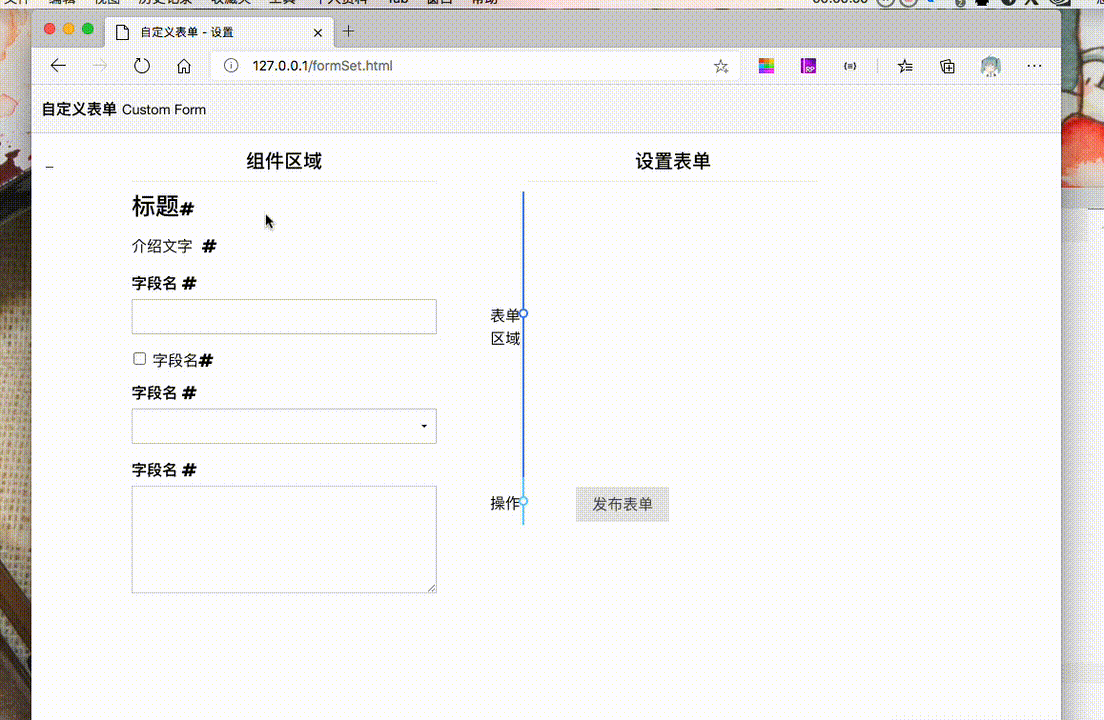 自定义表单 - 设置
127.0.0.1/formSet.html
自定义表单 Custom Form
组件区域
设置表单
标题#
介绍文字 #
字段名 #
表单
区域
字段名#
字段名 #
字段名 #
操作
发布表单